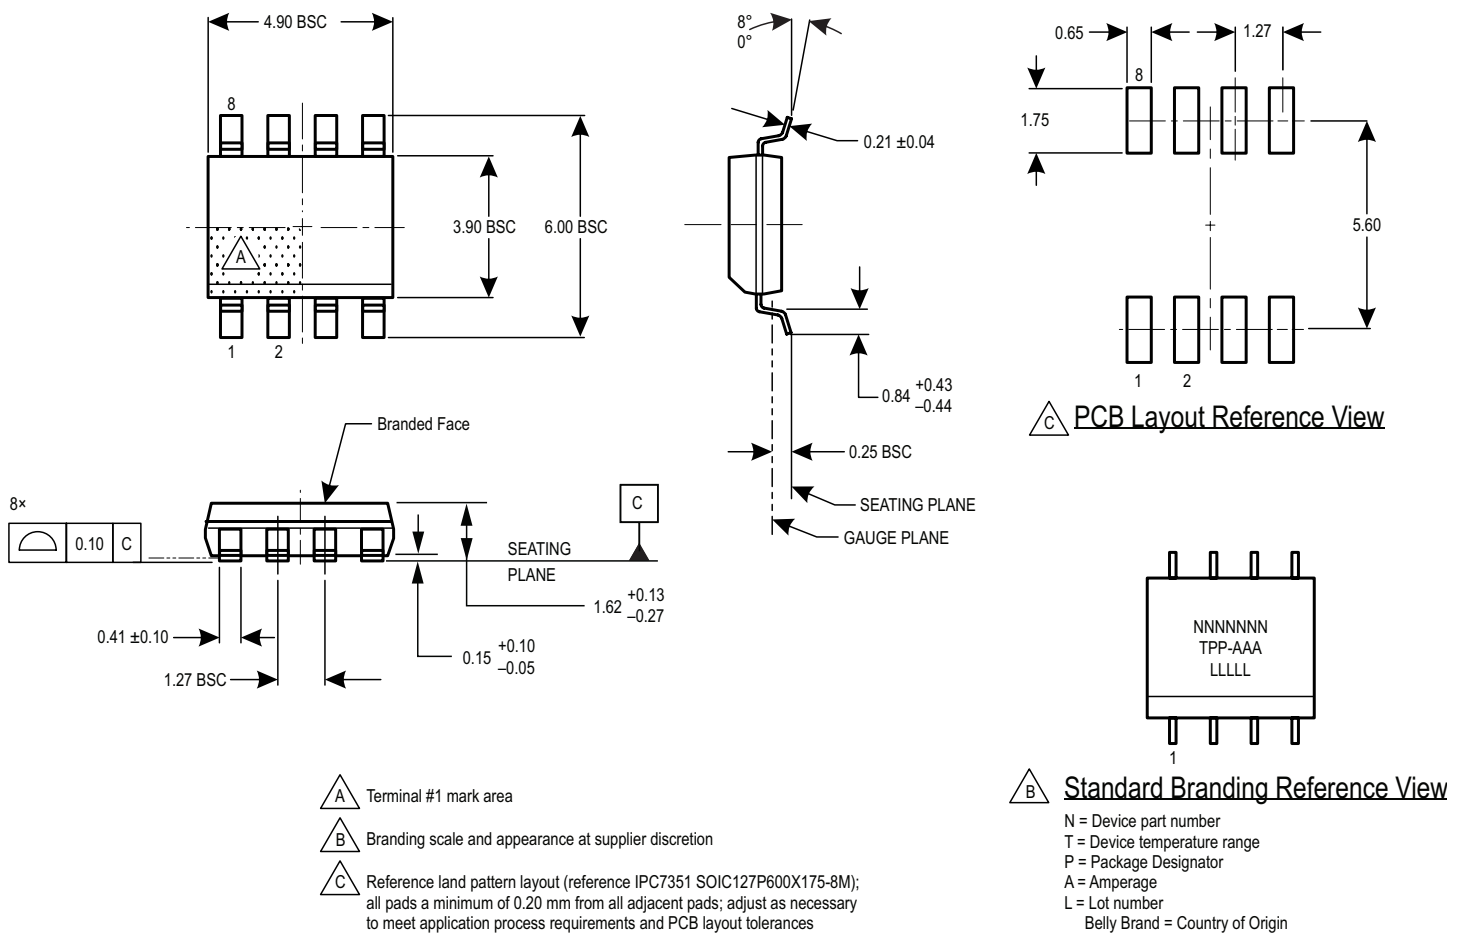 4.90 BSC
8
3.90 BSC
6.00 BSC
A
1
2
8°
0°
0.21 ±0.04
0.84 +0.43
–0.44
0.25 BSC
SEATING PLANE
GAUGE PLANE
0.65
1.27
8
1.75
5.60
1
2
C
PCB Layout Reference View
Branded Face
8×
0.10
C
C
SEATING
PLANE
1.62 +0.13
–0.27
0.15 +0.10
–0.05
0.41 ±0.10
1.27 BSC
NNNNNNN
TPP-AAA
LLLLL
1
B
Standard Branding Reference View
N = Device part number
T = Device temperature range
P = Package Designator
A = Amperage
L = Lot number
Belly Brand = Country of Origin
A
Terminal #1 mark area
B
Branding scale and appearance at supplier discretion
C
Reference land pattern layout (reference IPC7351 SOIC127P600X175-8M);
all pads a minimum of 0.20 mm from all adjacent pads; adjust as necessary
to meet application process requirements and PCB layout tolerances